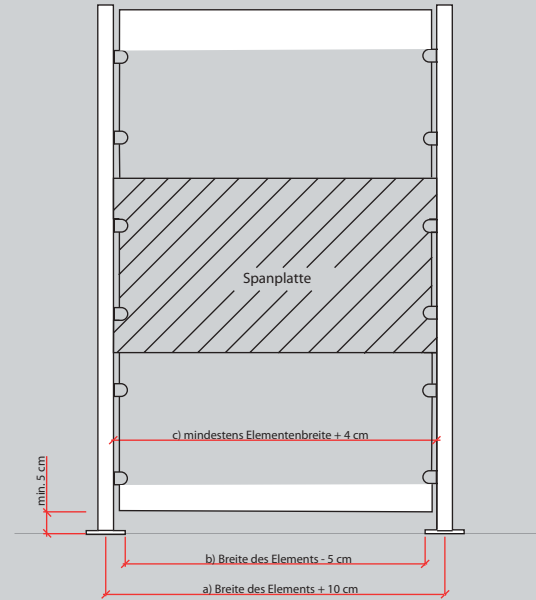 Spanplatte
c) mindestens Elementenbreite + 4 cm
min. 5 cm
b) Breite des Elements - 5 cm
a) Breite des Elements + 10 cm